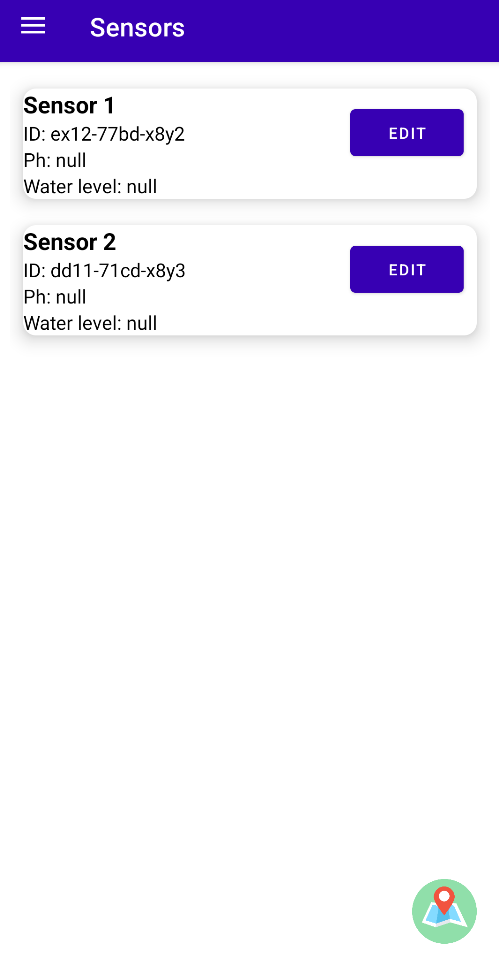 Sensors
Sensor 1
ID: ex12-77bd-x8y2
EDIT
Ph: null
Water level: null
Sensor 2
ID: dd11-71cd-x8y3
EDIT
Ph: null
Water level: null